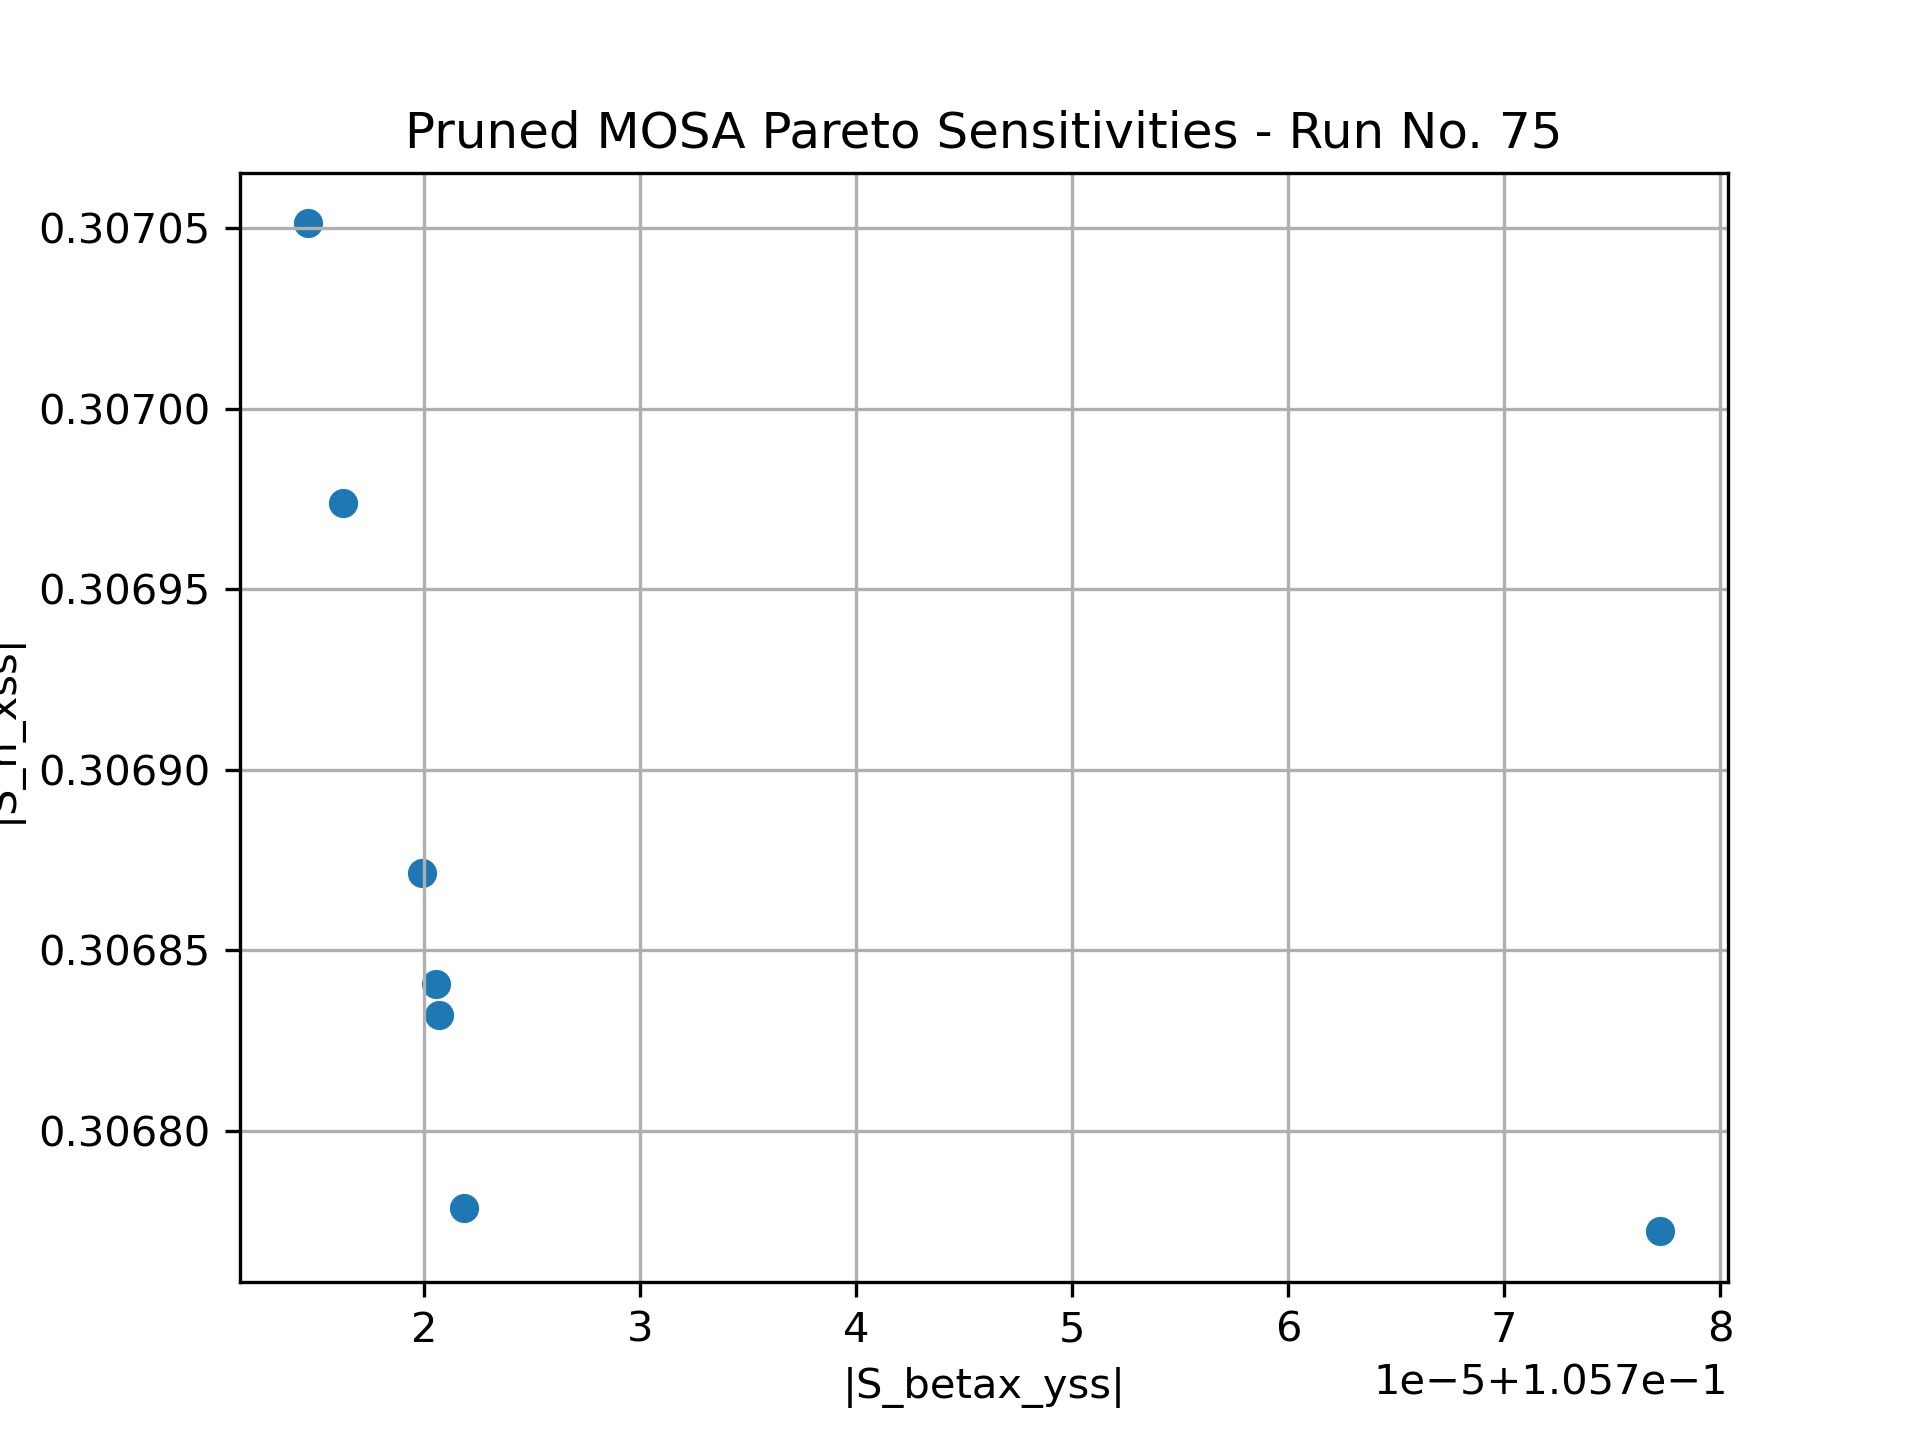 Pruned MOSA Pareto Sensitivities - Run No. 75
0.30705
0.30700
0.30695
0.30690
0.30685
0.30680
2 3 4 5 6 7 8
|S_betax_yss|
1e−5+1.057e−1